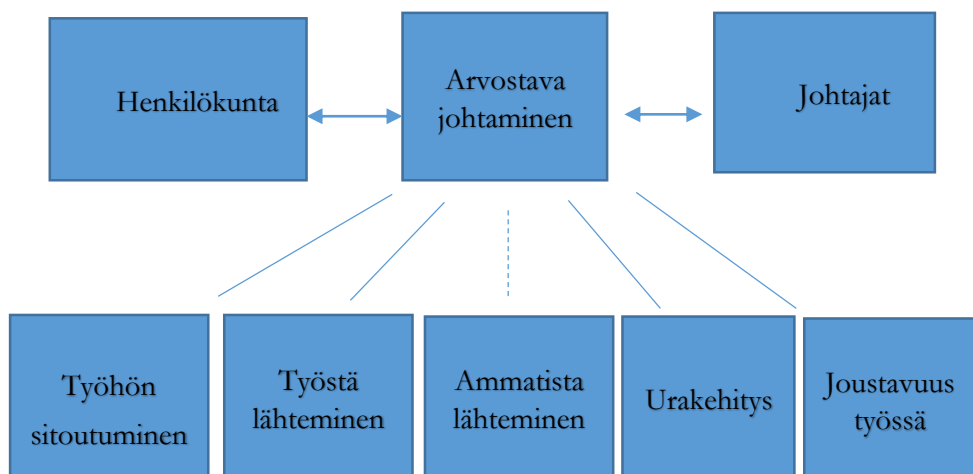 Henkilökunta
Arvostava
johtaminen
Johtajat
Työhön
sitoutuminen
Työstä
lähteminen
Ammatista
lähteminen
Urakehitys
Joustavuus
työssä